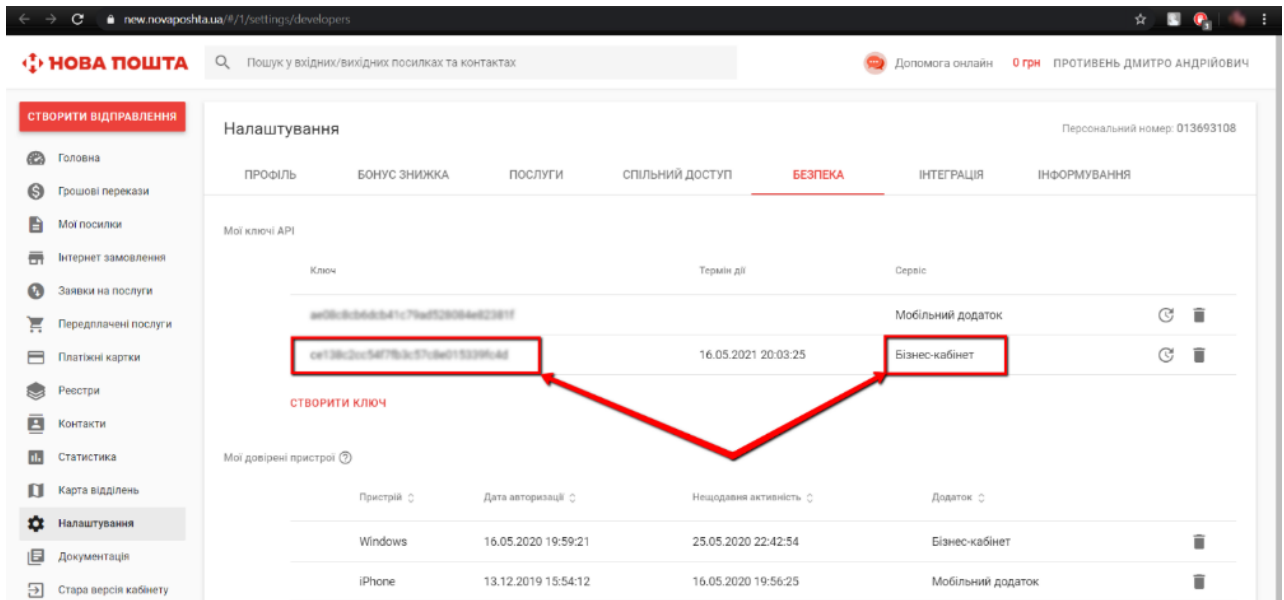 new.novaposhta.ua/#/1/settings/developers
НОВА ПОШТА
Пошук у вхідних/вихідних посилках та контактах
Допомога онлайн
0 грн
ПРОТИВЕНЬ ДМИТРО АНДРІЙОВИЧ
СТВОРИТИ ВІДПРАВЛЕННЯ
Головна
Грошові перекази
Мої посилки
Інтернет замовлення
Заявки на послуги
Передплачені послуги
Платіжні картки
Реєстри
Контакти
Статистика
Карта відділень
Налаштування
Документація
Стара версія кабінету
Налаштування
Персональний номер: 013693108
ПРОФІЛЬ БОНУС ЗНИЖКА ПОСЛУГИ СПІЛЬНИЙ ДОСТУП БЕЗПЕКА ІНТЕГРАЦІЯ ІНФОРМУВАННЯ
Мої ключі API
Ключ Термін дії Сервіс
Мобільний додаток
16.05.2021 20:03:25 Бізнес-кабінет
СТВОРИТИ КЛЮЧ
Мої довірені пристрої
Пристрій Дата авторизації Нещодавня активність Додаток
Windows 16.05.2020 19:59:21 25.05.2020 22:42:54 Бізнес-кабінет
iPhone 13.12.2019 15:54:12 16.05.2020 19:56:25 Мобільний додаток